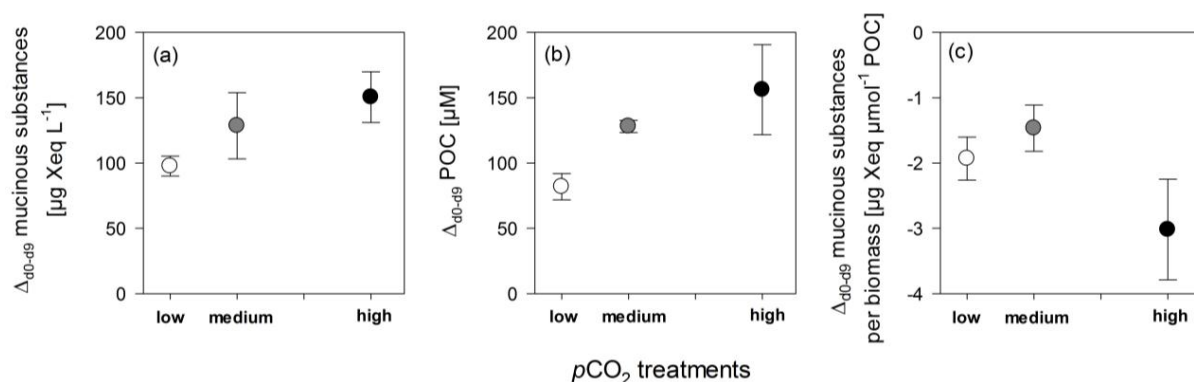 Δd0-d9 mucinous substances
[µg Xeq L⁻¹]
200
150
100
50
0
(a)
low medium high
Δd0-d9 POC [µM]
200
150
100
50
0
(b)
low medium high
Δd0-d9 mucinous substances
per biomass [µg Xeq µmol⁻¹ POC]
0
-1
-2
-3
-4
(c)
low medium high
pCO₂ treatments